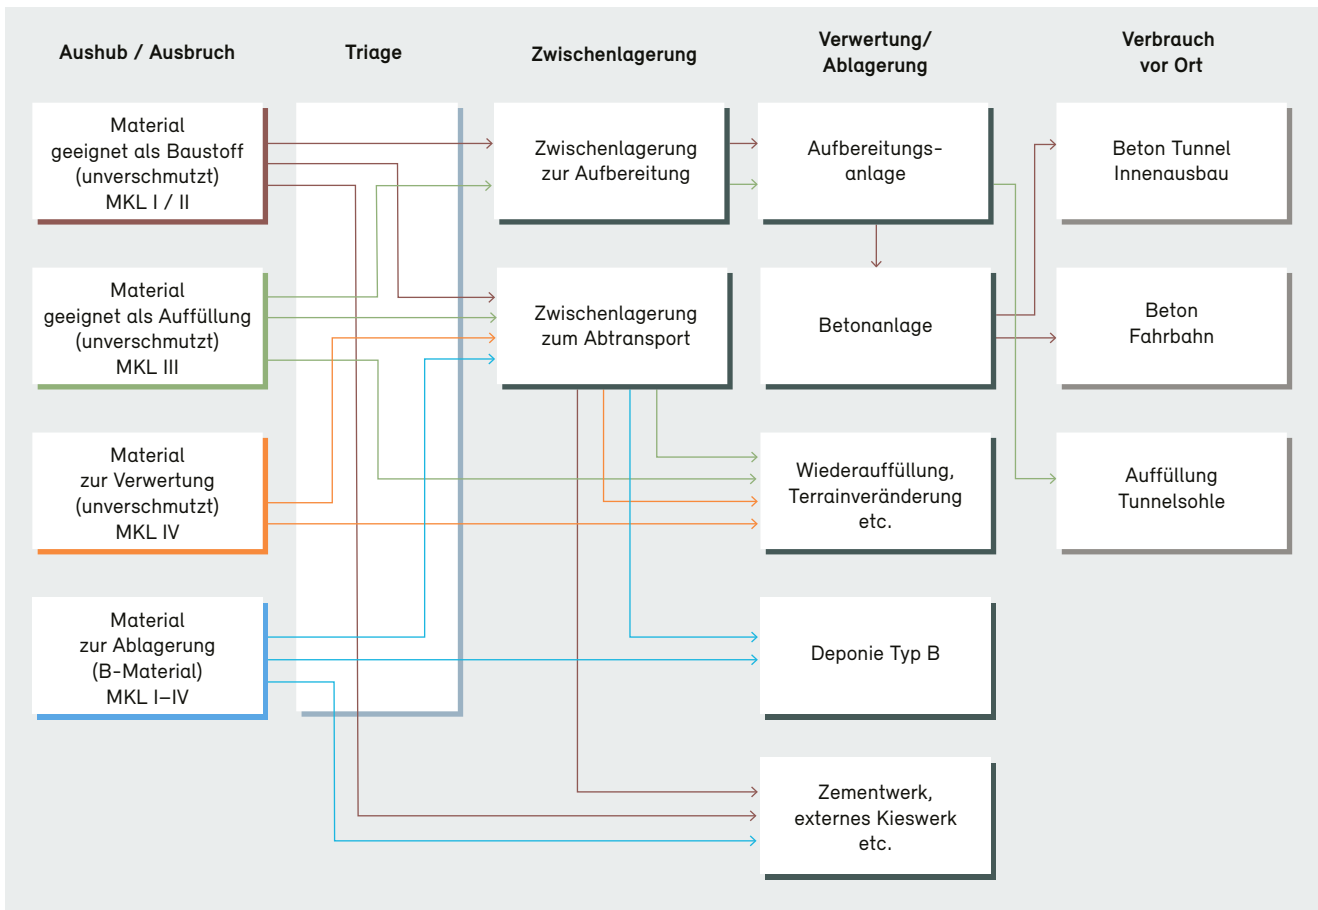 Aushub / Ausbruch
Triage
Zwischenlagerung
Verwertung/
Ablagerung
Verbrauch
vor Ort
Material
geeignet als Baustoff
(unverschmutzt)
MKL I / II
Zwischenlagerung
zur Aufbereitung
Aufbereitungs-
anlage
Beton Tunnel
Innenausbau
Material
geeignet als Auffüllung
(unverschmutzt)
MKL III
Zwischenlagerung
zum Abtransport
Betonanlage
Beton
Fahrbahn
Material
zur Verwertung
(unverschmutzt)
MKL IV
Wiederauffüllung,
Terrainveränderung
etc.
Auffüllung
Tunnelsohle
Material
zur Ablagerung
(B-Material)
MKL I–IV
Deponie Typ B
Zementwerk,
externes Kieswerk
etc.